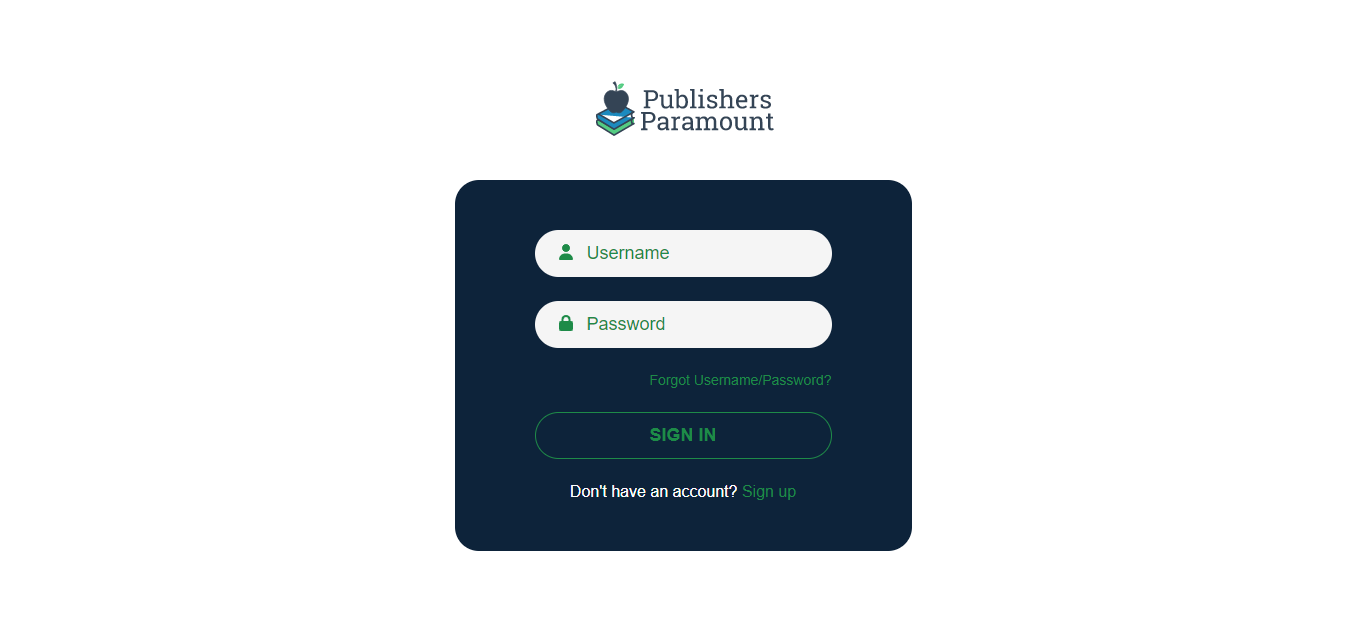 Publishers
Paramount
Username
Password
Forgot Username/Password?
SIGN IN
Don't have an account? Sign up